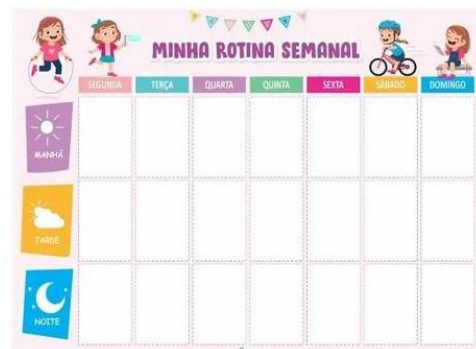 MINHA ROTINA SEMANAL
SEGUNDA TERÇA QUARTA QUINTA SEXTA SÁBADO DOMINGO
MANHÃ
TARDE
NOITE